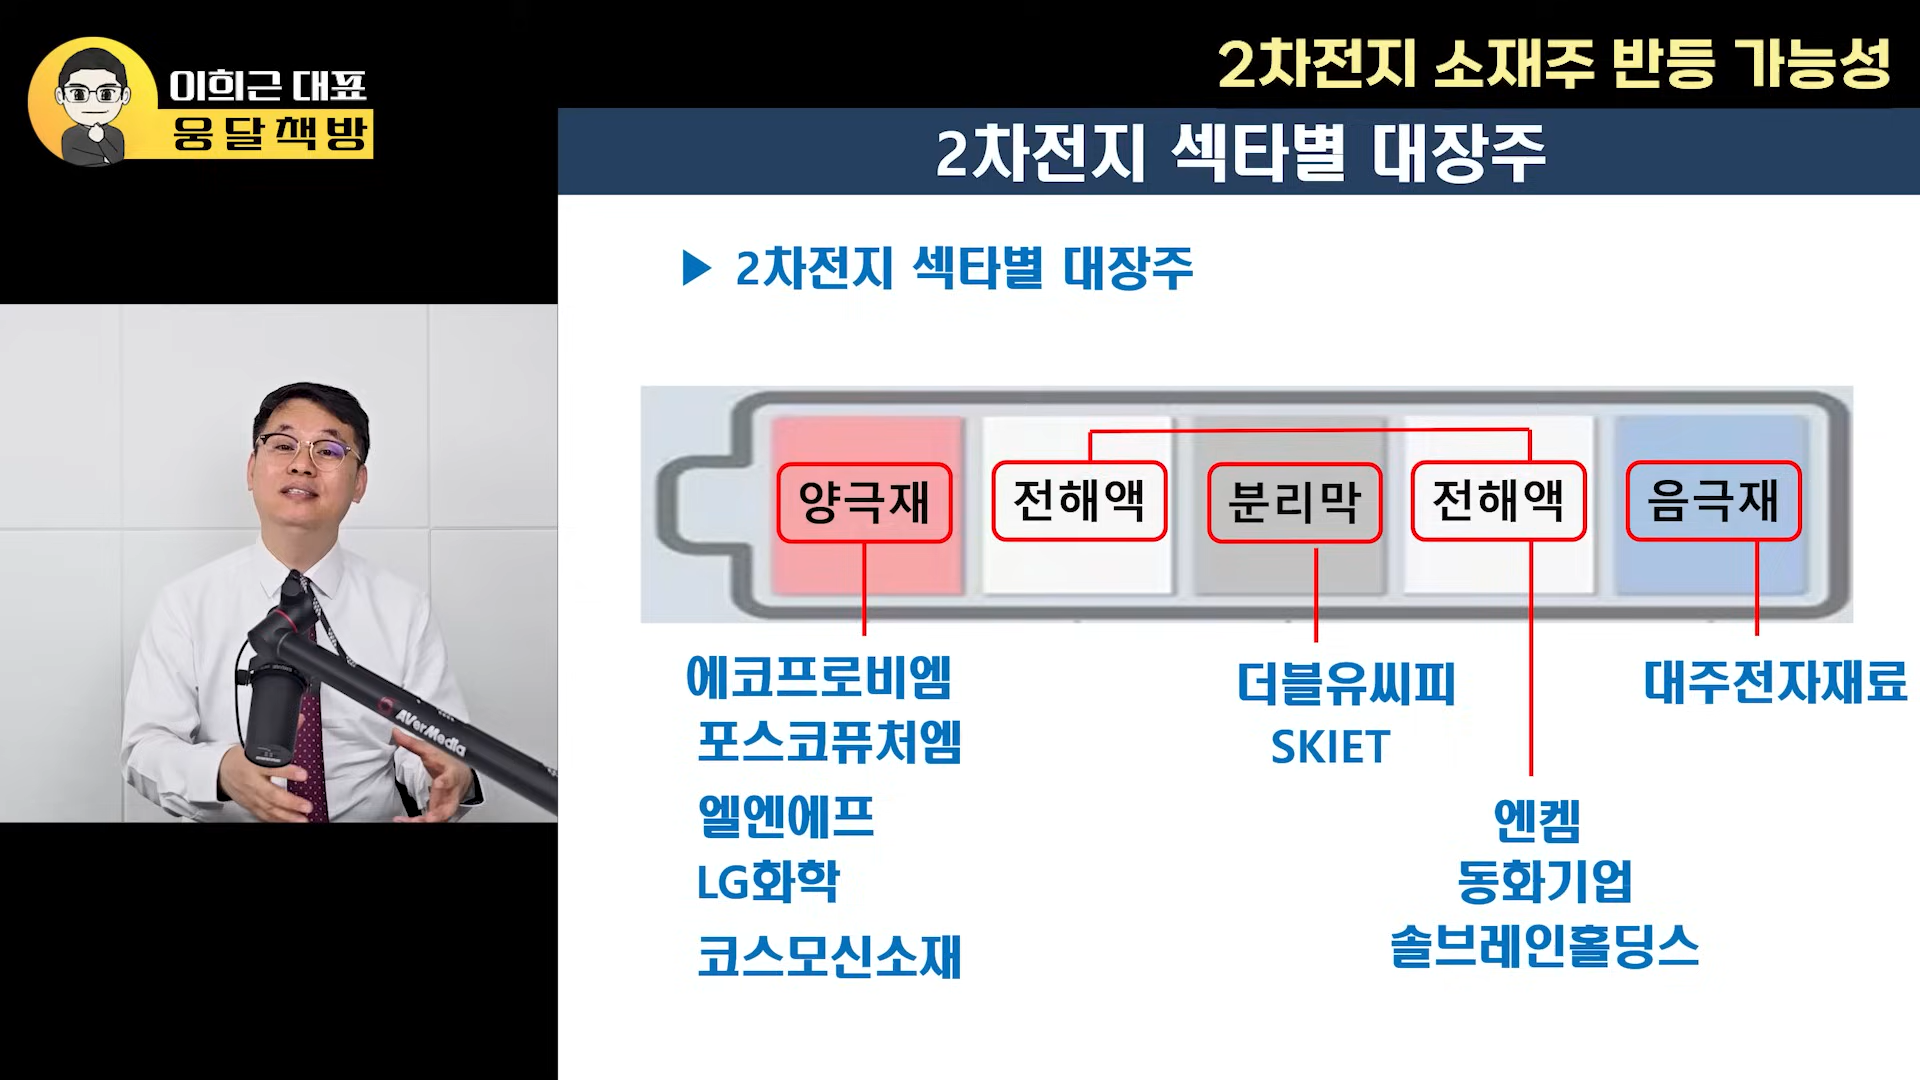 이희근 대표
웅달책방
2차전지 소재주 반등 가능성
2차전지 섹타별 대장주
▶ 2차전지 섹타별 대장주
양극재 전해액 분리막 전해액 음극재
에코프로비엠
포스코퓨처엠
엘엔에프
LG화학
코스모신소재
더블유씨피
SKIET
엔켐
동화기업
솔브레인홀딩스
대주전자재료
AVerMedia